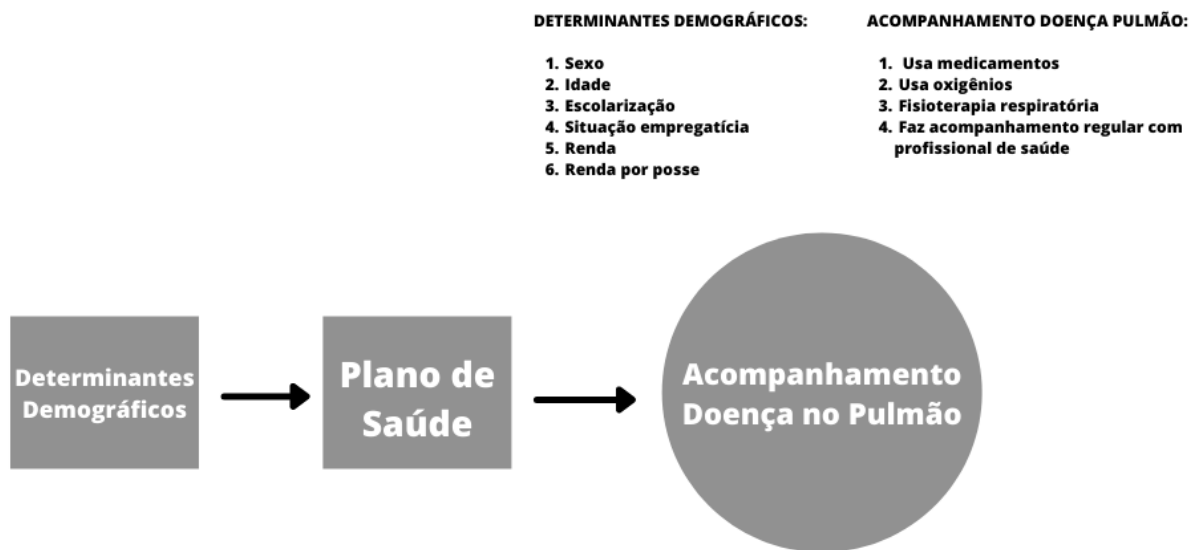 DETERMINANTES DEMOGRÁFICOS:
1. Sexo
2. Idade
3. Escolarização
4. Situação empregatícia
5. Renda
6. Renda por posse
ACOMPANHAMENTO DOENÇA PULMÃO:
1. Usa medicamentos
2. Usa oxigênios
3. Fisioterapia respiratória
4. Faz acompanhamento regular com
profissional de saúde
Determinantes
Demográficos
Plano de
Saúde
Acompanhamento
Doença no Pulmão